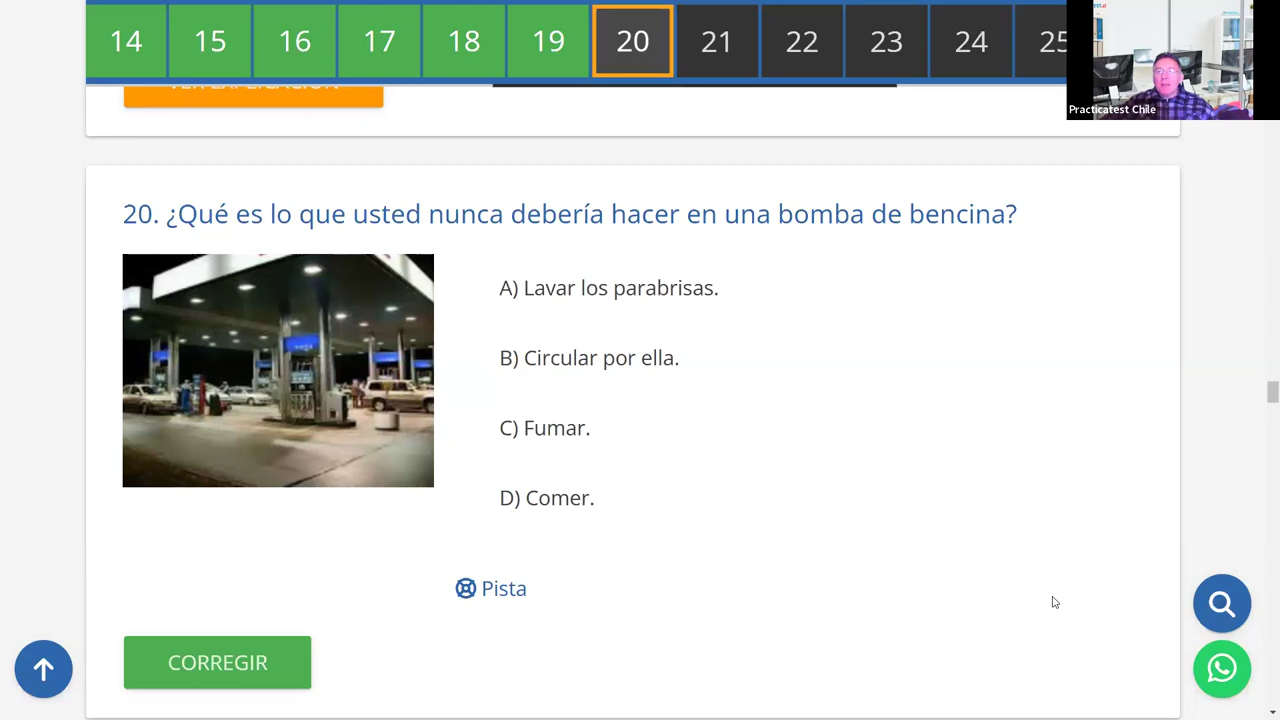 14 15 16 17 18 19 20 21 22 23 24 25
Practicatest Chile
VER EXPLICACIÓN
20. ¿Qué es lo que usted nunca debería hacer en una bomba de bencina?
A) Lavar los parabrisas.
B) Circular por ella.
C) Fumar.
D) Comer.
Pista
CORREGIR